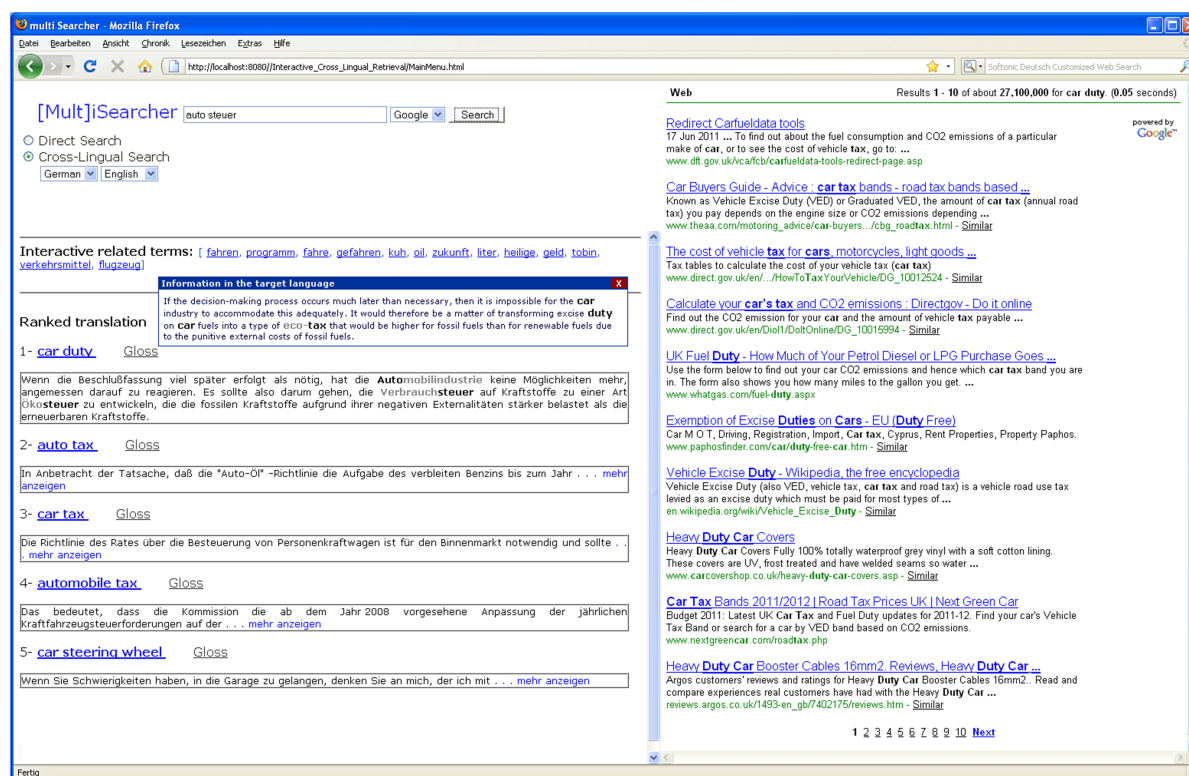 multi Searcher - Mozilla Firefox
Datei Bearbeiten Ansicht Chronik Lesezeichen Extras Hilfe
http://localhost:8080//Interactive_Cross_Lingual_Retrieval/MainMenu.html
Softonic Deutsch Customized Web Search
[Mult]iSearcher auto steuer Google Search
Direct Search
Cross-Lingual Search
German English
Interactive related terms: [ fahren, programm, fahre, gefahren, kuh, oil, zukunft, liter, heilige, geld, tobin,
verkehrsmittel, flugzeug]
Information in the target language X
If the decision-making process occurs much later than necessary, then it is impossible for the car
industry to accommodate this adequately. It would therefore be a matter of transforming excise duty
on car fuels into a type of eco-tax that would be higher for fossil fuels than for renewable fuels due
to the punitive external costs of fossil fuels.
Ranked translation
1- car duty Gloss
Wenn die Beschlußfassung viel später erfolgt als nötig, hat die Automobilindustrie keine Möglichkeiten mehr,
angemessen darauf zu reagieren. Es sollte also darum gehen, die Verbrauchsteuer auf Kraftstoffe zu einer Art
Ökosteuer zu entwickeln, die die fossilen Kraftstoffe aufgrund ihrer negativen Externalitäten stärker belastet als die
erneuerbaren Kraftstoffe.
2- auto tax Gloss
In Anbetracht der Tatsache, daß die "Auto-Öl" -Richtlinie die Aufgabe des verbleiten Benzins bis zum Jahr . . . mehr
anzeigen
3- car tax Gloss
Die Richtlinie des Rates über die Besteuerung von Personenkraftwagen ist für den Binnenmarkt notwendig und sollte . .
. mehr anzeigen
4- automobile tax Gloss
Das bedeutet, dass die Kommission die ab dem Jahr 2008 vorgesehene Anpassung der jährlichen
Kraftfahrzeugsteuerforderungen auf der . . . mehr anzeigen
5- car steering wheel Gloss
Wenn Sie Schwierigkeiten haben, in die Garage zu gelangen, denken Sie an mich, der ich mit . . . mehr anzeigen
Web Results 1 - 10 of about 27,100,000 for car duty. (0.05 seconds)
powered by
Google™
Redirect Carfueldata tools
17 Jun 2011 ... To find out about the fuel consumption and CO2 emissions of a particular
make of car, or to see the cost of vehicle tax, go to: ...
www.dft.gov.uk/vca/fcb/carfueldata-tools-redirect-page.asp
Car Buyers Guide - Advice : car tax bands - road tax bands based ...
Known as Vehicle Excise Duty (VED) or Graduated VED, the amount of car tax (annual road
tax) you pay depends on the engine size or CO2 emissions depending ...
www.theaa.com/motoring_advice/car-buyers.../cbg_roadtax.html - Similar
The cost of vehicle tax for cars, motorcycles, light goods ...
Tax tables to calculate the cost of your vehicle tax (car tax)
www.direct.gov.uk/en/.../HowToTaxYourVehicle/DG_10012524 - Similar
Calculate your car's tax and CO2 emissions : Directgov - Do it online
Find out the CO2 emission for your car and the amount of vehicle tax payable ...
www.direct.gov.uk/en/Diol1/DoItOnline/DG_10015994 - Similar
UK Fuel Duty - How Much of Your Petrol Diesel or LPG Purchase Goes ...
Use the form below to find out your car CO2 emissions and hence which car tax band you are
in. The form also shows you how many miles to the gallon you get. ...
www.whatgas.com/fuel-duty.aspx
Exemption of Excise Duties on Cars - EU (Duty Free)
Car M O T, Driving, Registration, Import, Car tax, Cyprus, Rent Properties, Property Paphos.
www.paphosfinder.com/car/duty-free-car.htm - Similar
Vehicle Excise Duty - Wikipedia, the free encyclopedia
Vehicle Excise Duty (also VED, vehicle tax, car tax and road tax) is a vehicle road use tax
levied as an excise duty which must be paid for most types of ...
en.wikipedia.org/wiki/Vehicle_Excise_Duty - Similar
Heavy Duty Car Covers
Heavy Duty Car Covers Fully 100% totally waterproof grey vinyl with a soft cotton lining.
These covers are UV, frost treated and have welded seams so water ...
www.carcovershop.co.uk/heavy-duty-car-covers.asp - Similar
Car Tax Bands 2011/2012 | Road Tax Prices UK | Next Green Car
Budget 2011: Latest UK Car Tax and Fuel Duty updates for 2011-12. Find your car's Vehicle
Tax Band or search for a car by VED band based on CO2 emissions.
www.nextgreencar.com/roadtax.php
Heavy Duty Car Booster Cables 16mm2. Reviews, Heavy Duty Car ...
Argos customers' reviews and ratings for Heavy Duty Car Booster Cables 16mm2.. Read and
compare experiences real customers have had with the Heavy Duty Car ...
reviews.argos.co.uk/1493-en_gb/7402175/reviews.htm - Similar
1 2 3 4 5 6 7 8 9 10 Next
Fertig